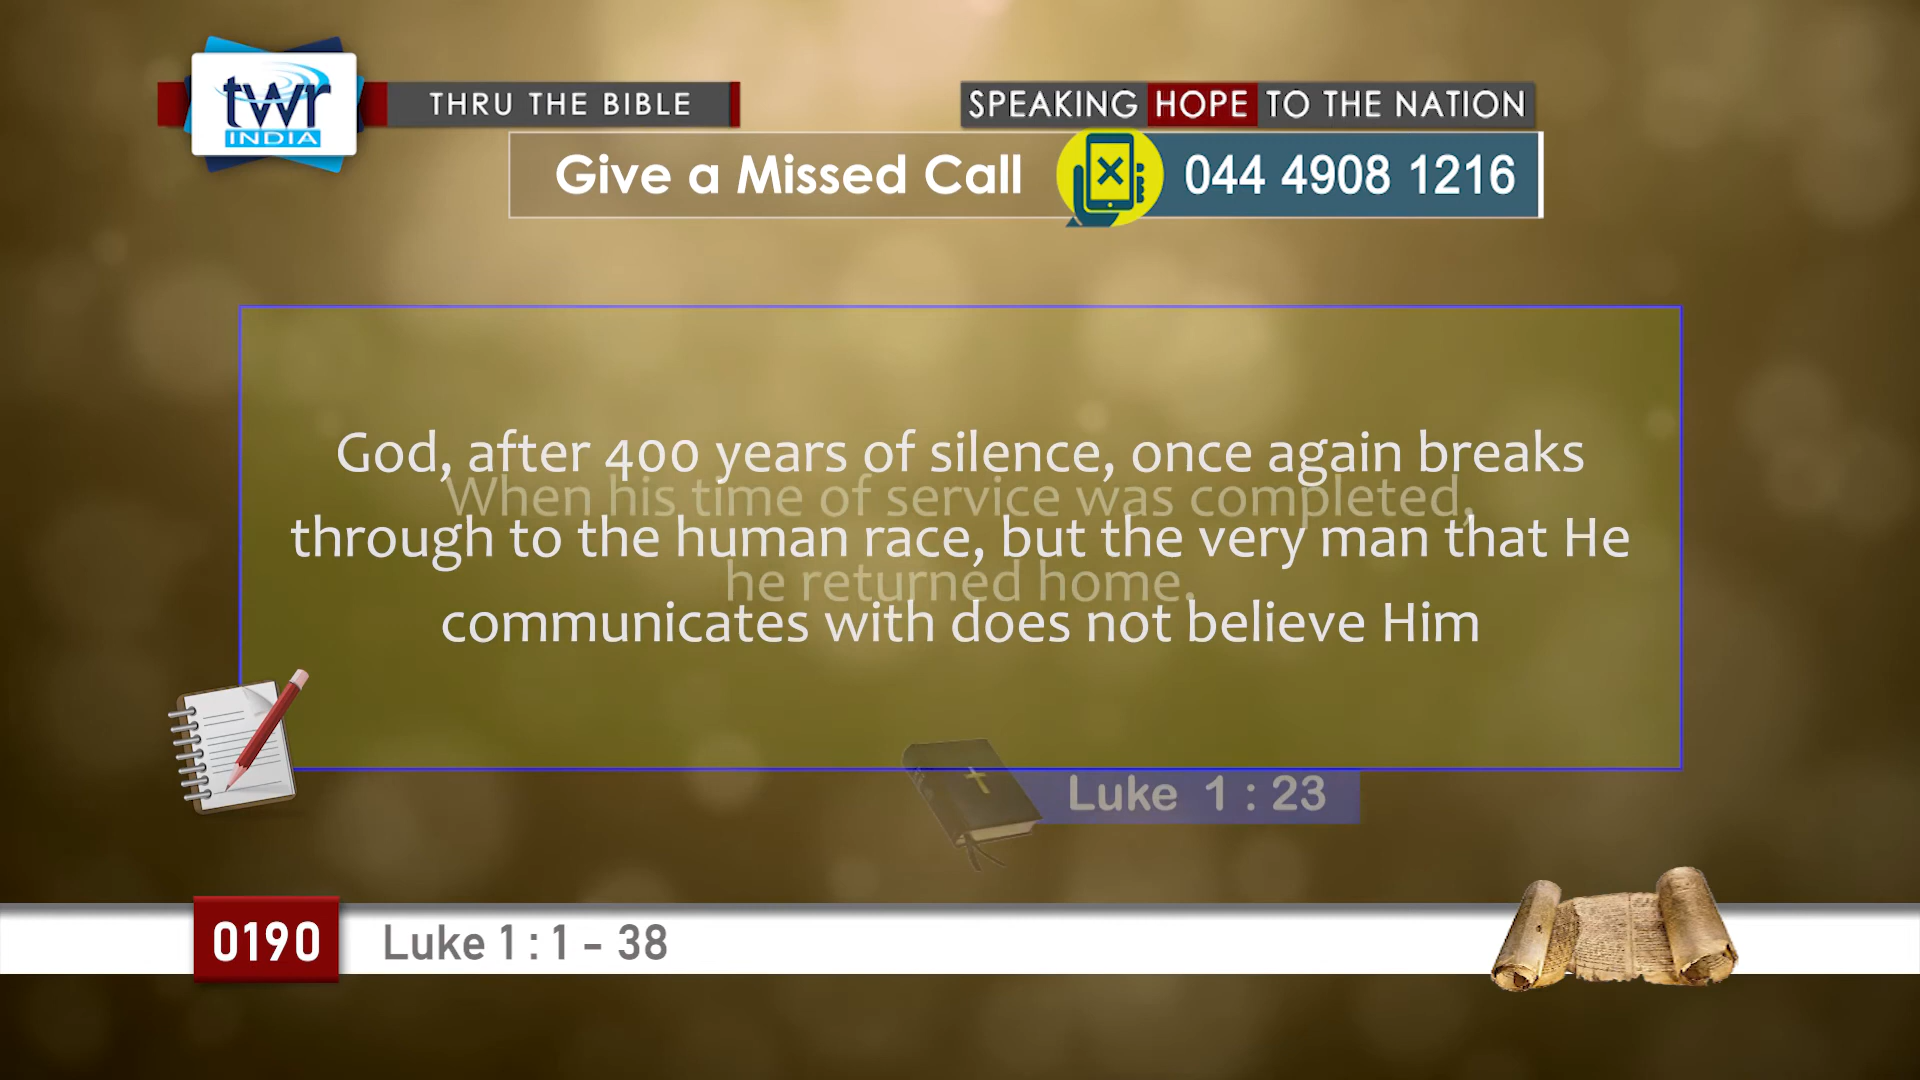 twr
INDIA
THRU THE BIBLE
SPEAKING HOPE TO THE NATION
Give a Missed Call
044 4908 1216
God, after 400 years of silence, once again breaks
through to the human race, but the very man that He
communicates with does not believe Him
When his time of service was completed,
he returned home.
Luke 1 : 23
0190
Luke 1 : 1 - 38